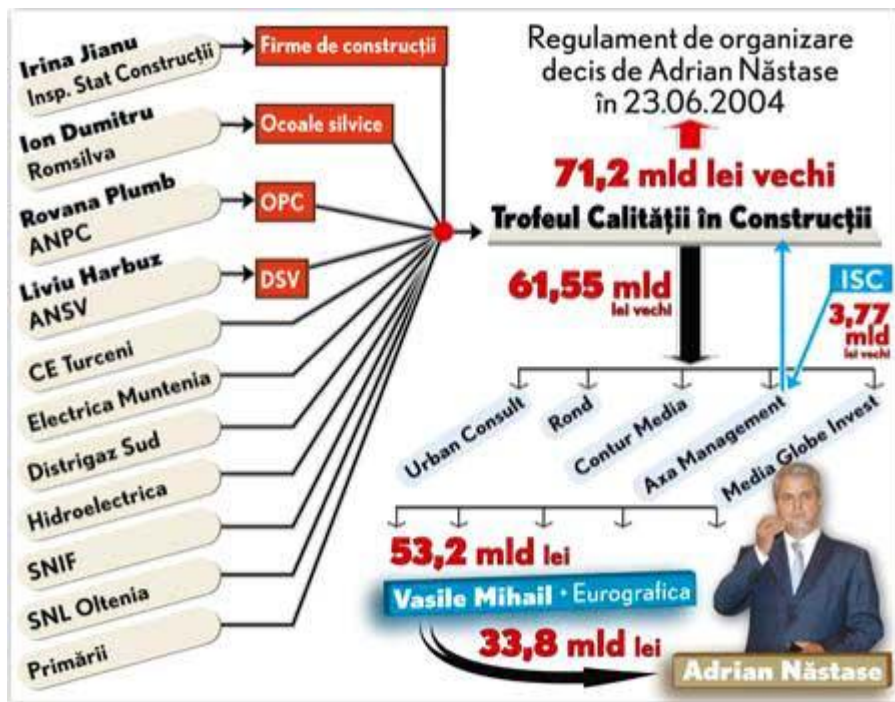 Irina Jianu
Insp. Stat Construcții
Firme de construcții
Ion Dumitru
Romsilva
Ocoale silvice
Rovana Plumb
ANPC
OPC
Liviu Harbuz
ANSV
DSV
CE Turceni
Electrica Muntenia
Distrigaz Sud
Hidroelectrica
SNIF
SNL Oltenia
Primării
Regulament de organizare
decis de Adrian Năstase
în 23.06.2004
71,2 mld lei vechi
Trofeul Calității în Construcții
61,55 mld
lei vechi
ISC
3,77
mld
lei vechi
Urban Consult
Rond
Contur Media
Axa Management
Media Globe Invest
53,2 mld lei
Vasile Mihail • Eurografica
33,8 mld lei
Adrian Năstase